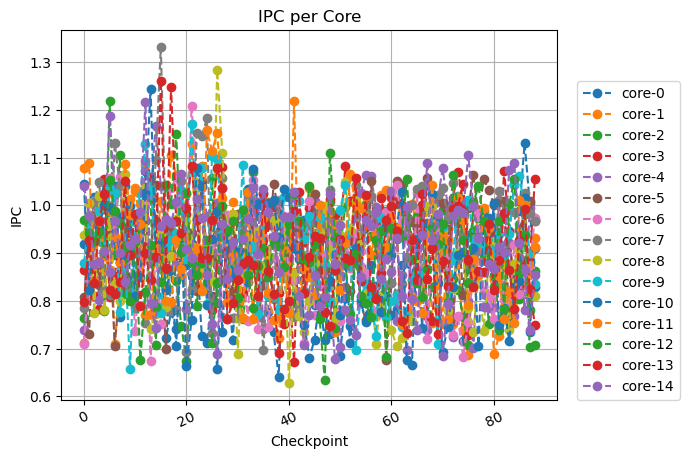 IPC per Core
IPC
1.3
1.2
1.1
1.0
0.9
0.8
0.7
0.6
0
20
40
60
80
Checkpoint
core-0
core-1
core-2
core-3
core-4
core-5
core-6
core-7
core-8
core-9
core-10
core-11
core-12
core-13
core-14